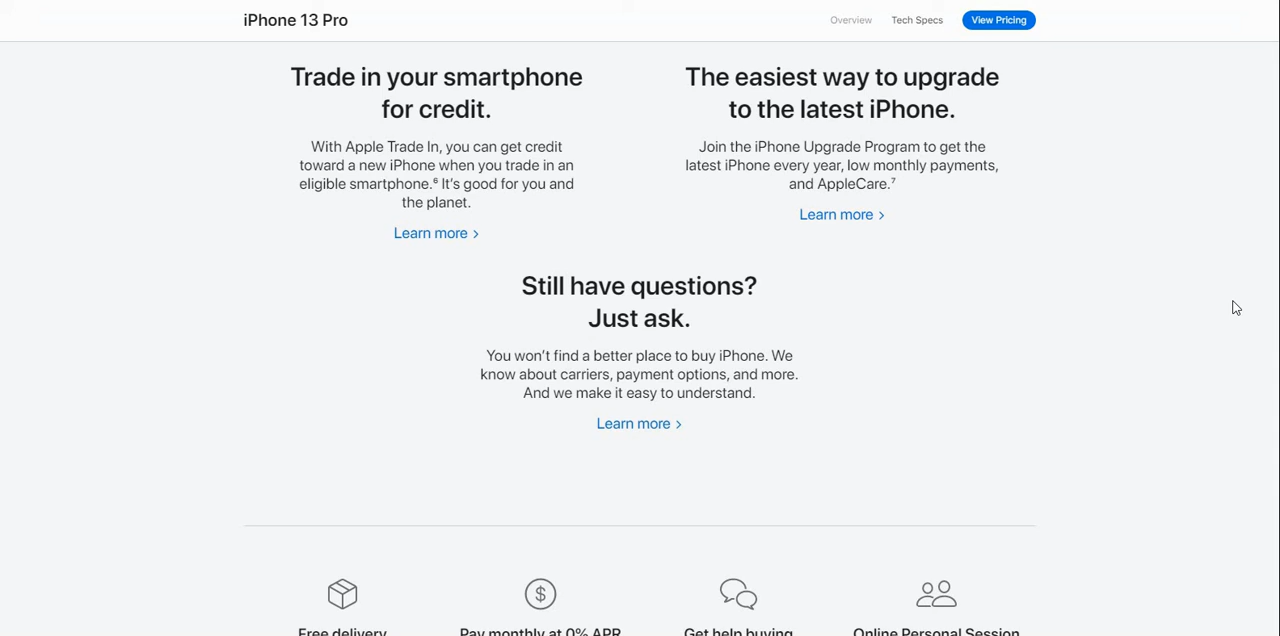 iPhone 13 Pro
Overview
Tech Specs
View Pricing
Trade in your smartphone
for credit.
With Apple Trade In, you can get credit
toward a new iPhone when you trade in an
eligible smartphone.⁶ It's good for you and
the planet.
Learn more >
The easiest way to upgrade
to the latest iPhone.
Join the iPhone Upgrade Program to get the
latest iPhone every year, low monthly payments,
and AppleCare.⁷
Learn more >
Still have questions?
Just ask.
You won't find a better place to buy iPhone. We
know about carriers, payment options, and more.
And we make it easy to understand.
Learn more >
Free delivery
Pay monthly at 0% APR
Get help buying
Online Personal Session